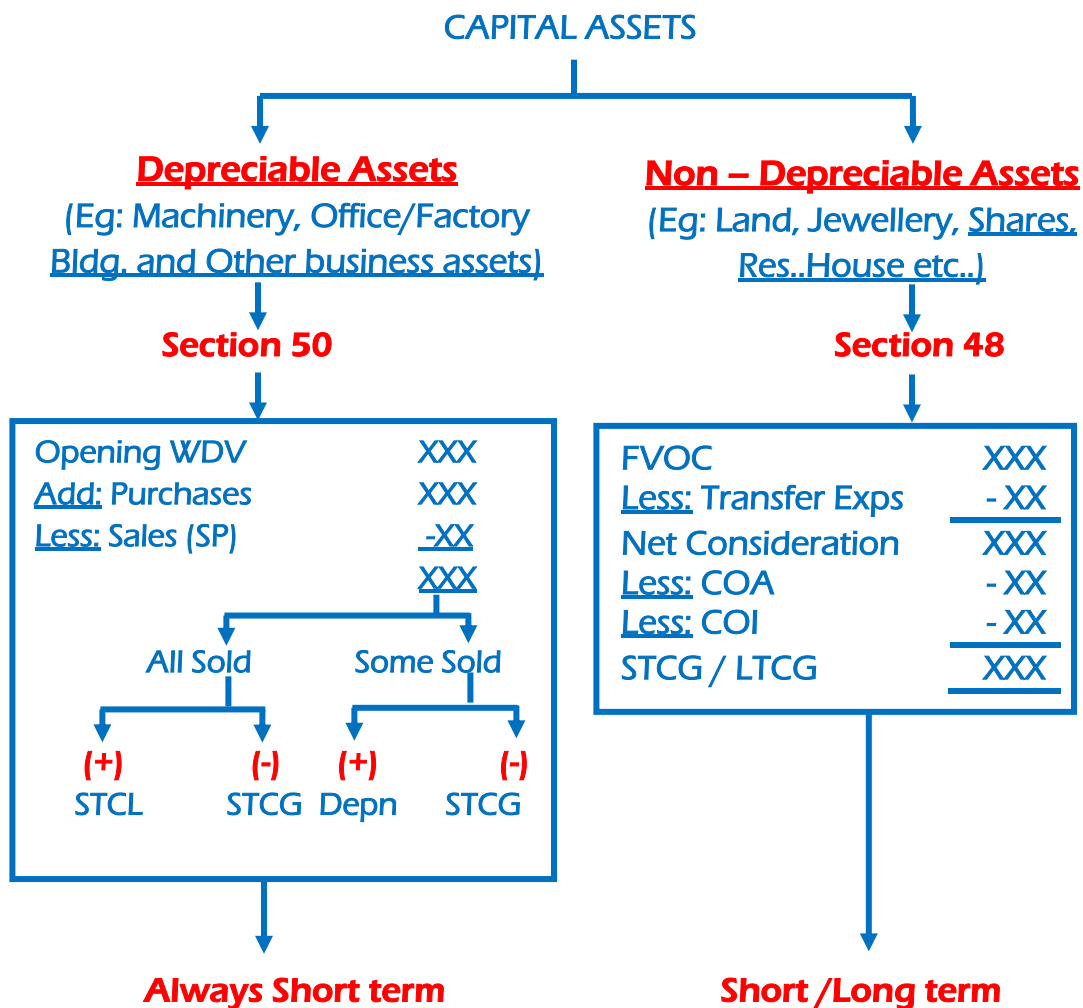 CAPITAL ASSETS
Depreciable Assets
(Eg: Machinery, Office/Factory
Bldg. and Other business assets)
Section 50
Opening WDV XXX
Add: Purchases XXX
Less: Sales (SP) -XX
XXX
All Sold Some Sold
(+) (-) (+) (-)
STCL STCG Depn STCG
Always Short term
Non – Depreciable Assets
(Eg: Land, Jewellery, Shares,
Res..House etc..)
Section 48
FVOC XXX
Less: Transfer Exps - XX
Net Consideration XXX
Less: COA - XX
Less: COI - XX
STCG / LTCG XXX
Short /Long term